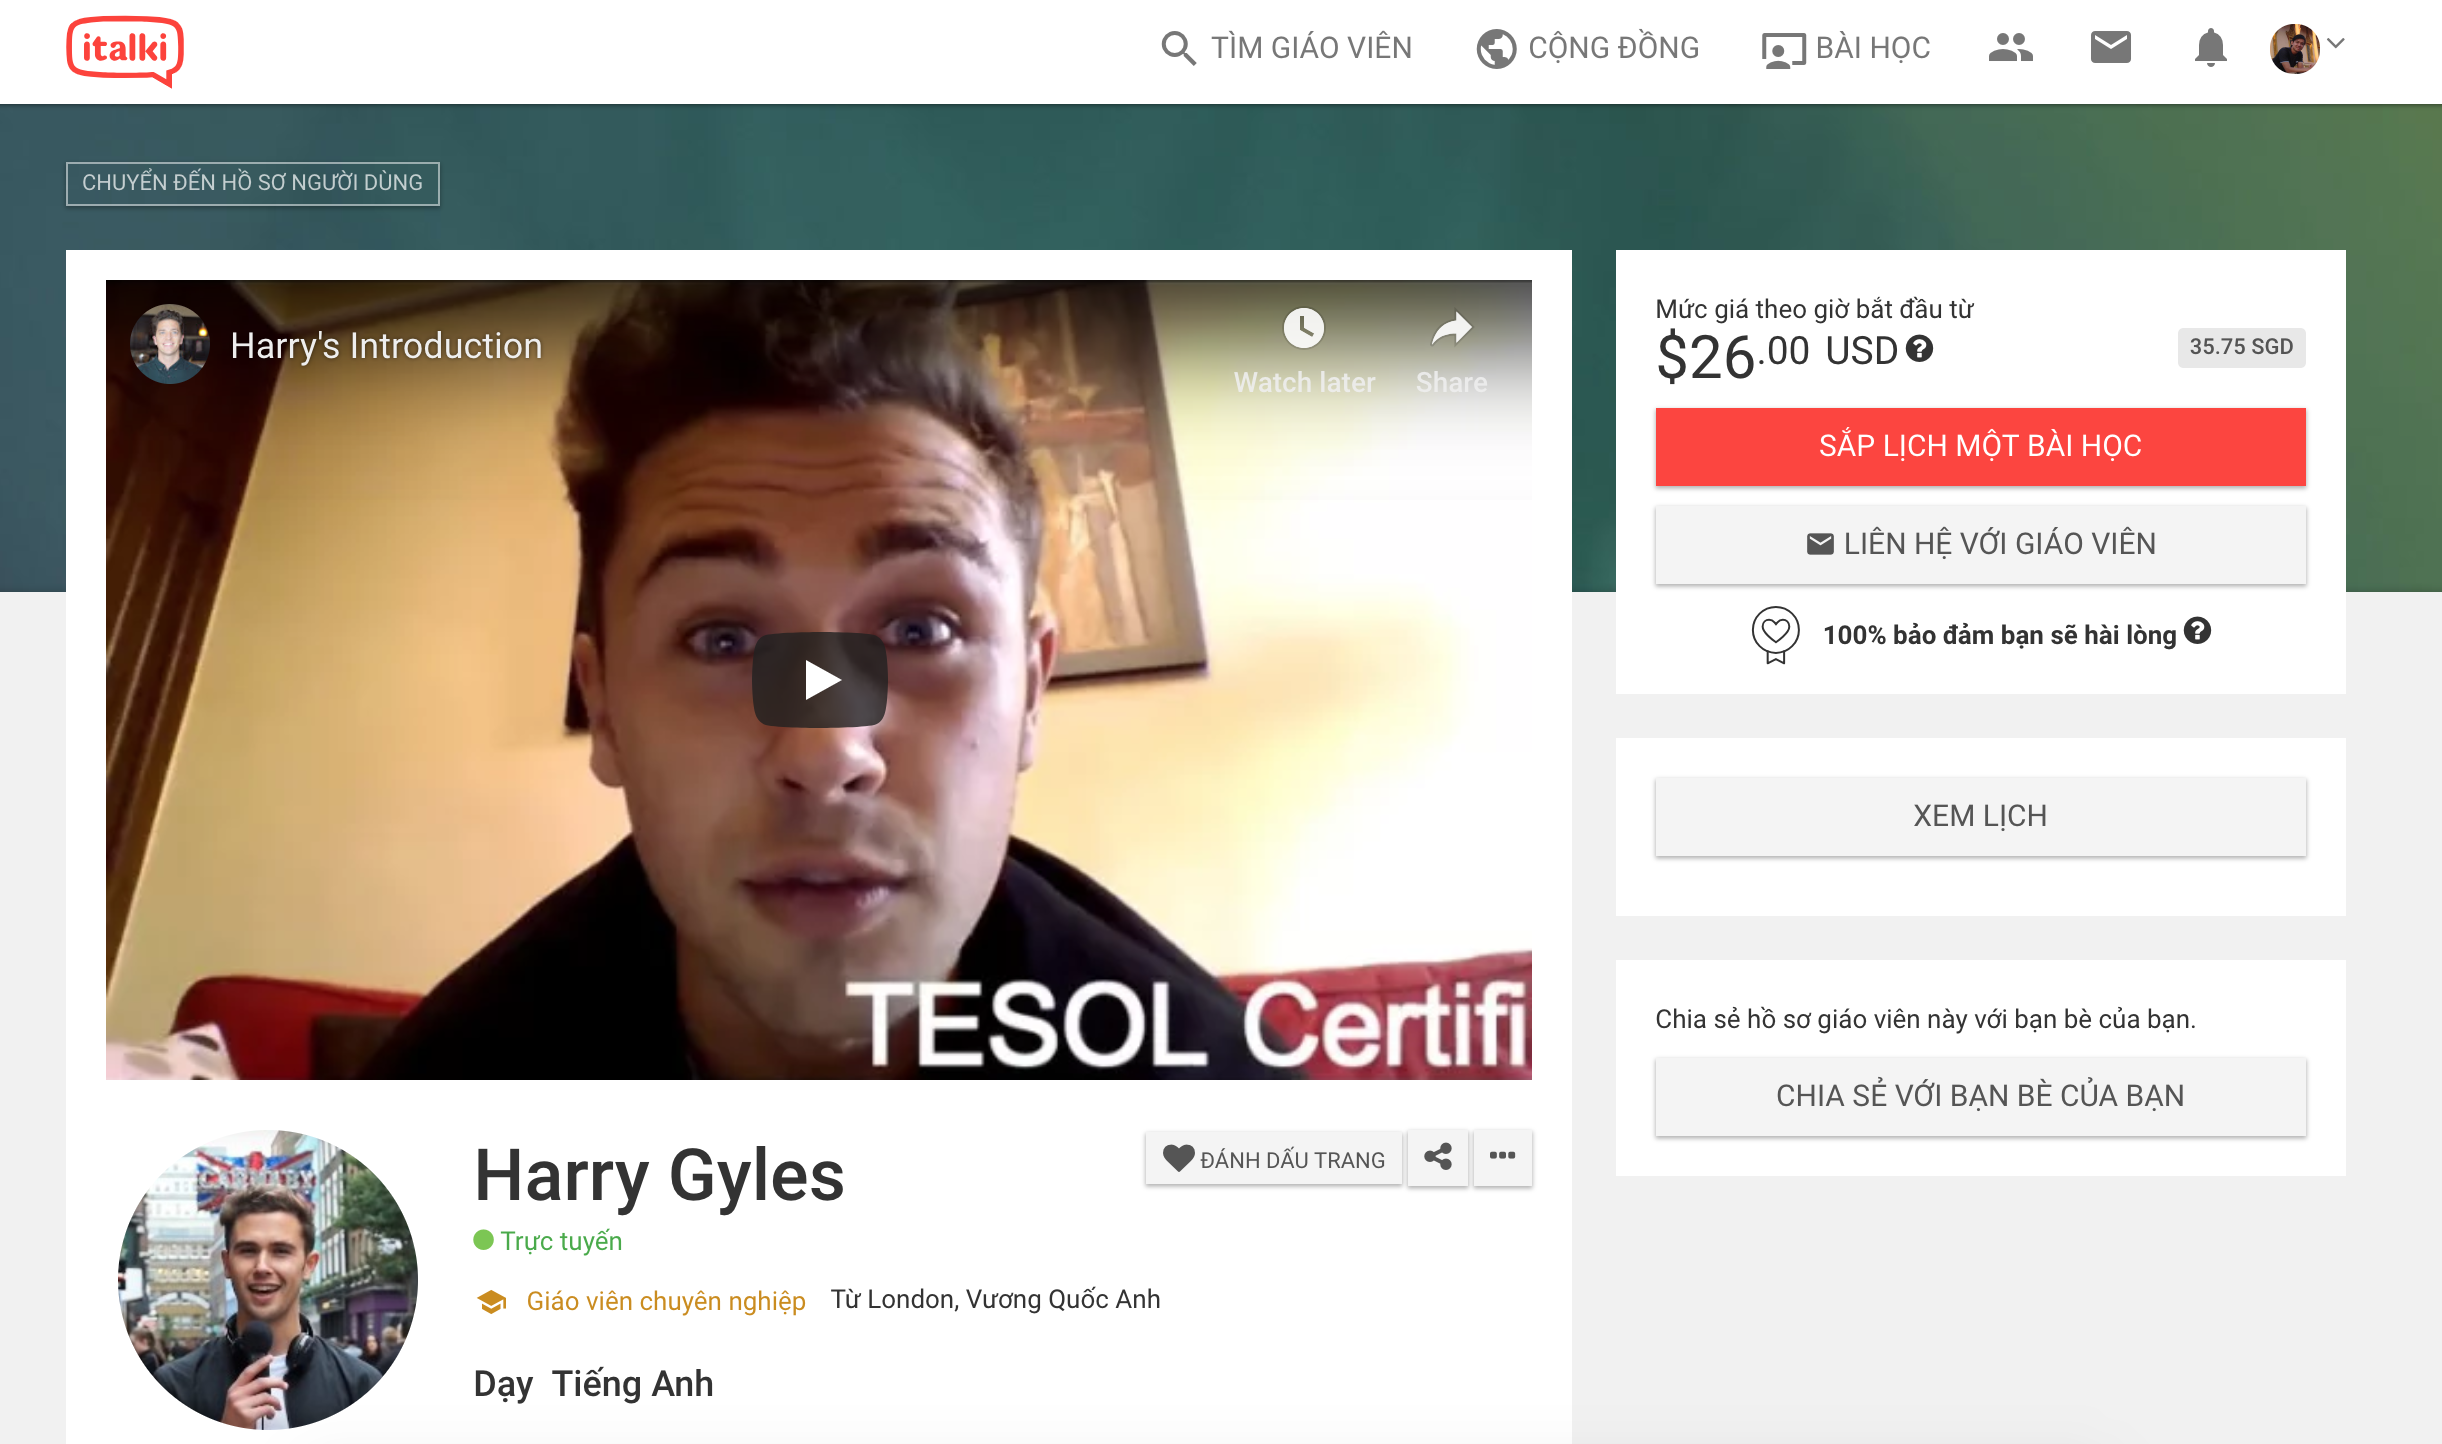 italki
TÌM GIÁO VIÊN
CỘNG ĐỒNG
BÀI HỌC
CHUYỂN ĐẾN HỒ SƠ NGƯỜI DÙNG
Harry's Introduction
Watch later
Share
TESOL Certifi
Harry Gyles
ĐÁNH DẤU TRANG
Trực tuyến
Giáo viên chuyên nghiệp
Từ London, Vương Quốc Anh
Dạy Tiếng Anh
Mức giá theo giờ bắt đầu từ
$26.00 USD
35.75 SGD
SẮP LỊCH MỘT BÀI HỌC
LIÊN HỆ VỚI GIÁO VIÊN
100% bảo đảm bạn sẽ hài lòng
XEM LỊCH
Chia sẻ hồ sơ giáo viên này với bạn bè của bạn.
CHIA SẺ VỚI BẠN BÈ CỦA BẠN